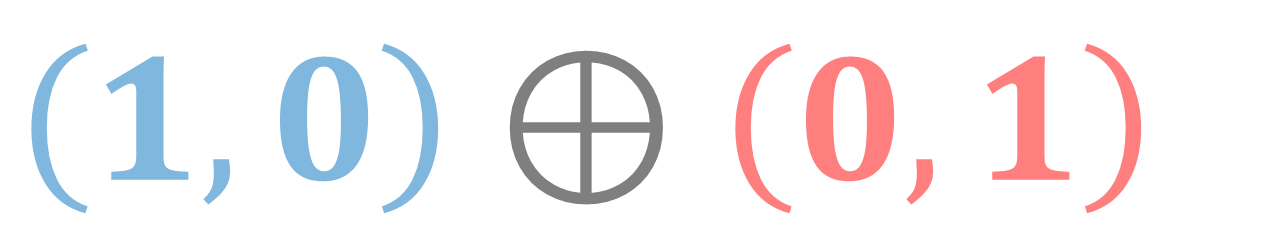 (1, 0) ⊕ (0, 1)